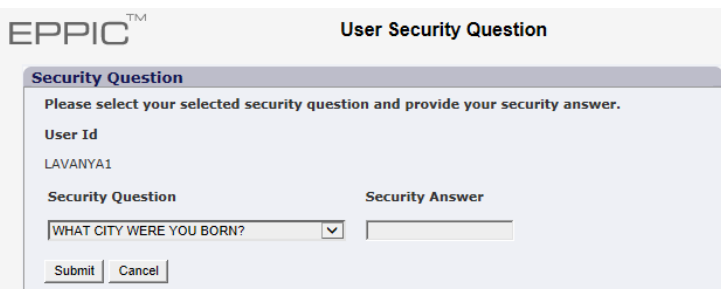 EPPIC™
User Security Question
Security Question
Please select your selected security question and provide your security answer.
User Id
LAVANYA1
Security Question Security Answer
WHAT CITY WERE YOU BORN?
Submit Cancel